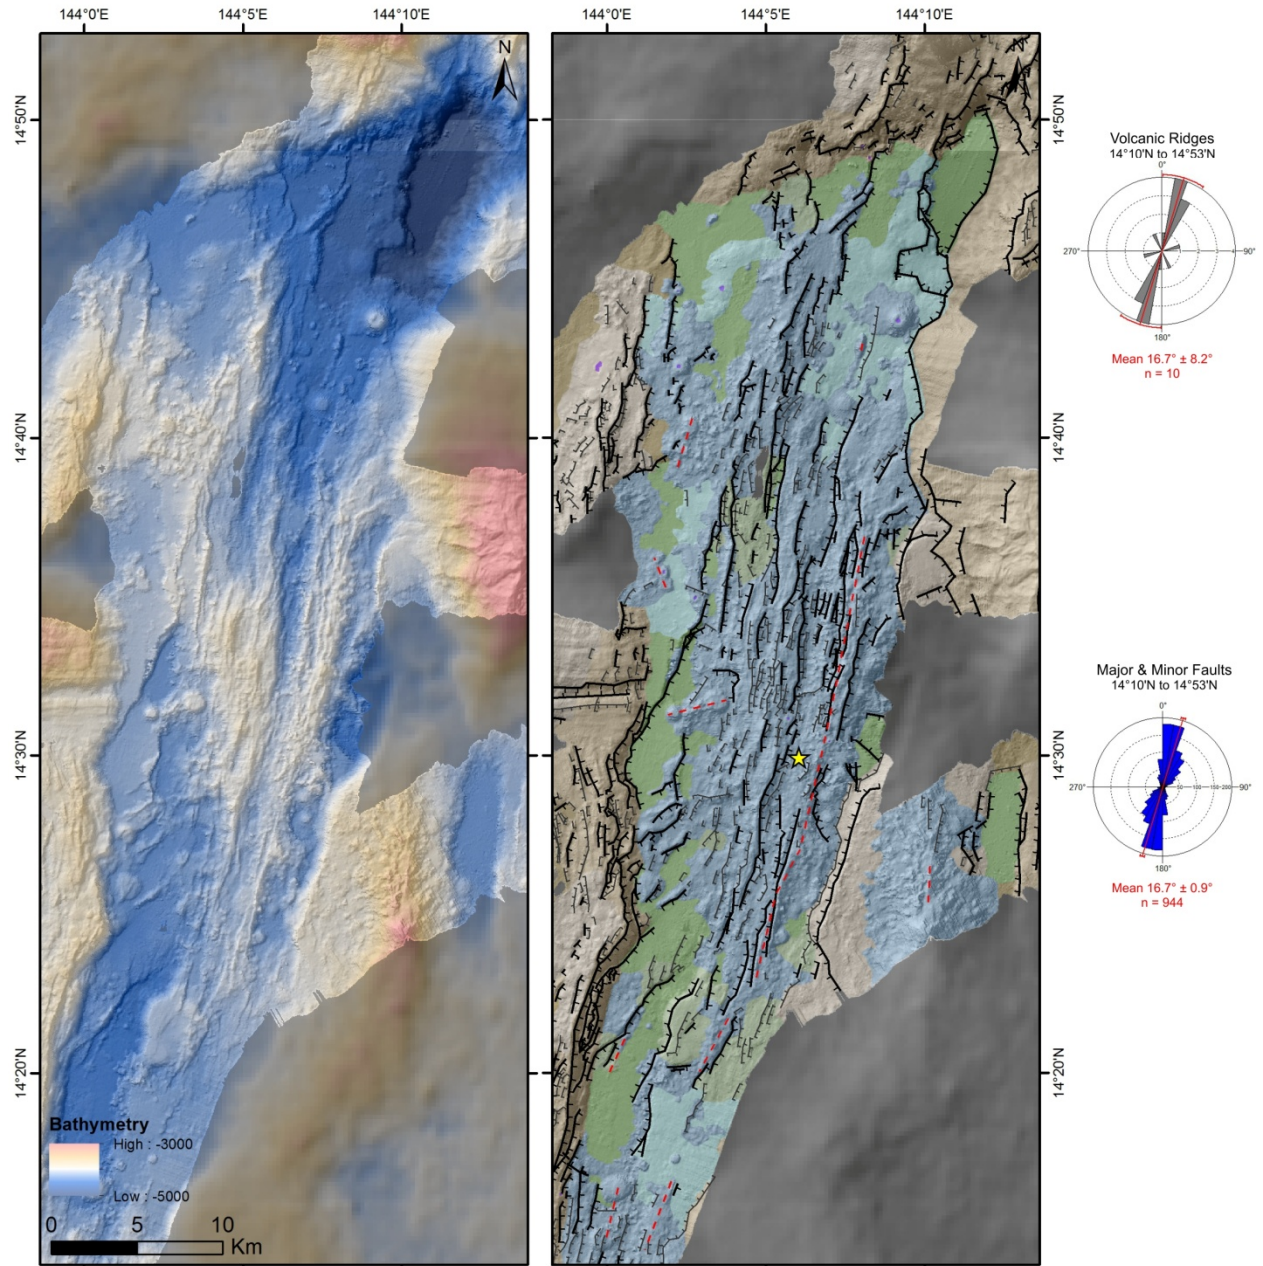 144°0'E 144°5'E 144°10'E
144°0'E 144°5'E 144°10'E
N
N
14°50'N
14°40'N
14°30'N
14°20'N
14°50'N
14°40'N
14°30'N
14°20'N
Bathymetry
High : -3000
Low : -5000
0 5 10
Km
Volcanic Ridges
14°10'N to 14°53'N
0°
270° 90°
180°
Mean 16.7° ± 8.2°
n = 10
Major & Minor Faults
14°10'N to 14°53'N
0°
270° 90°
180°
Mean 16.7° ± 0.9°
n = 944